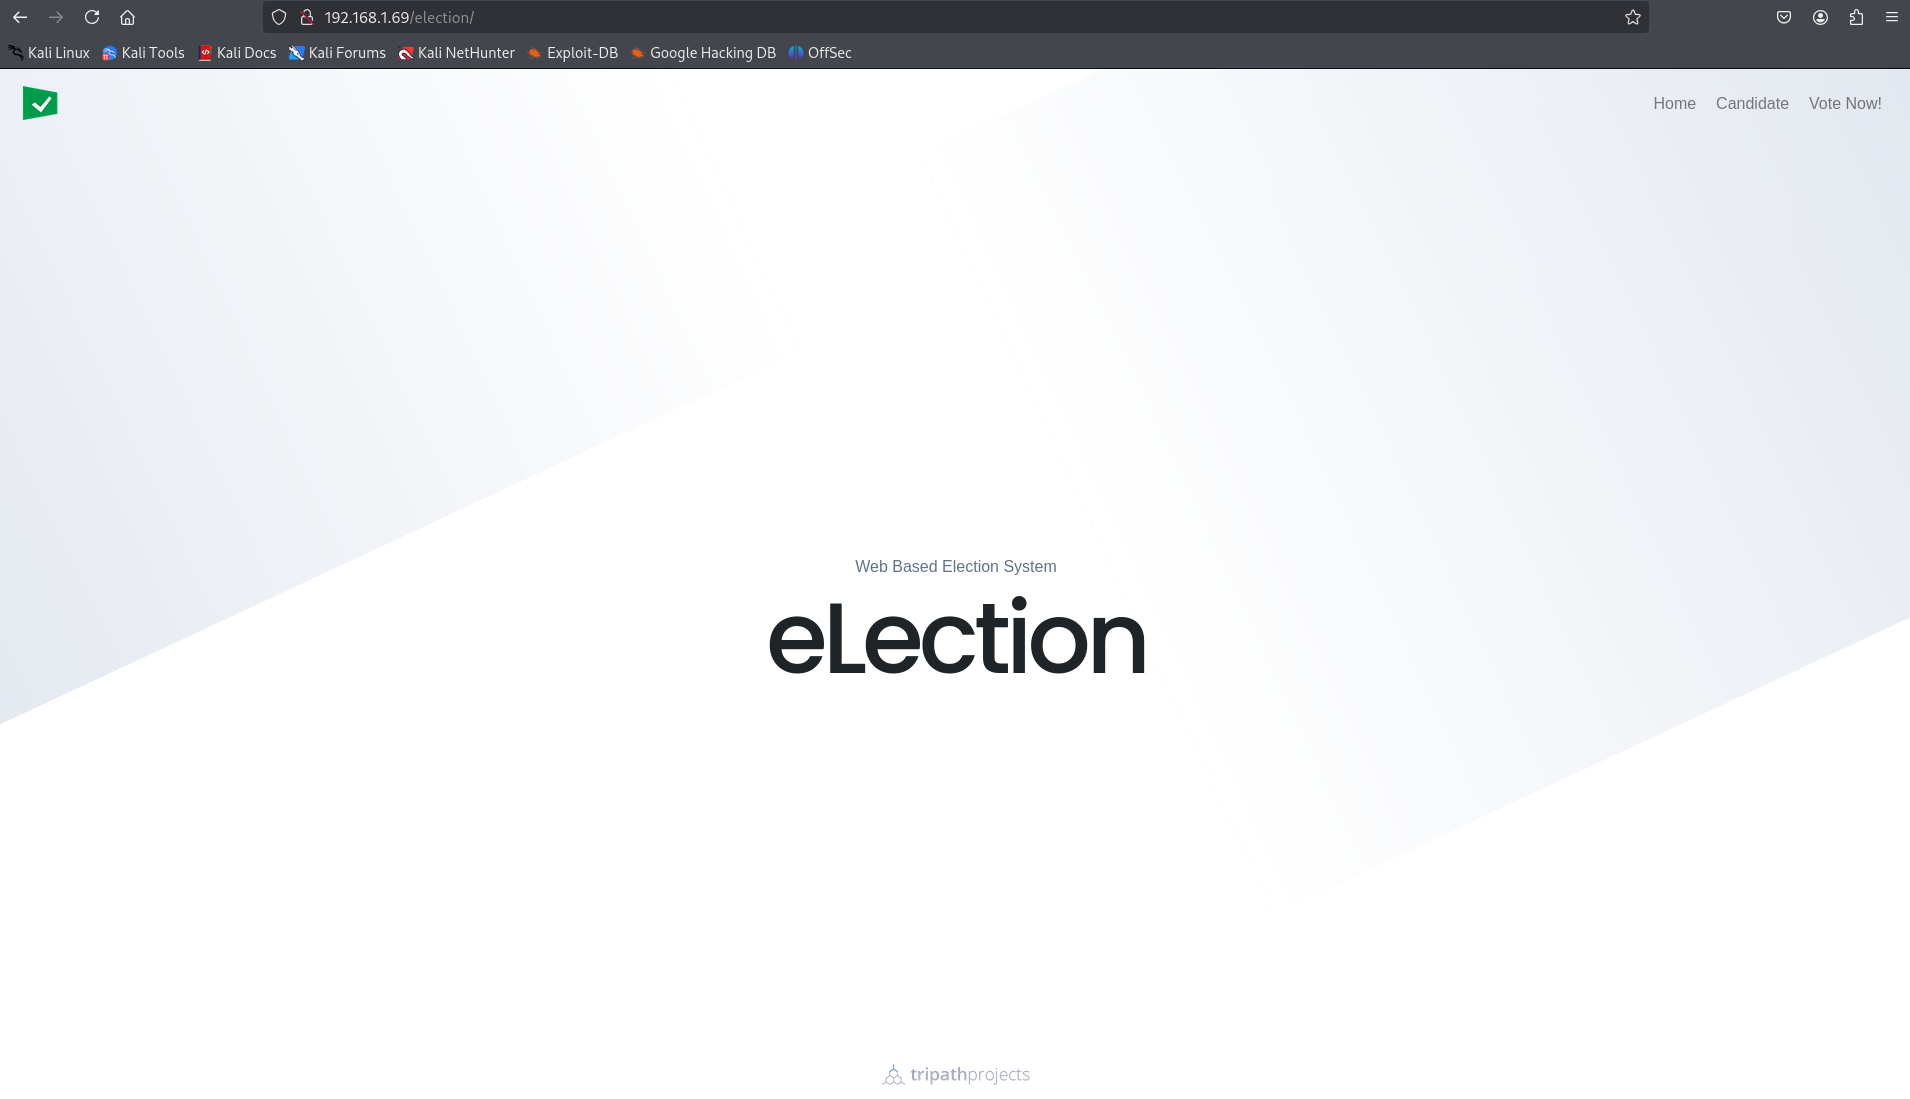 192.168.1.69/election/
Kali Linux Kali Tools Kali Docs Kali Forums Kali NetHunter Exploit-DB Google Hacking DB OffSec
Home Candidate Vote Now!
Web Based Election System
eLection
tripathprojects